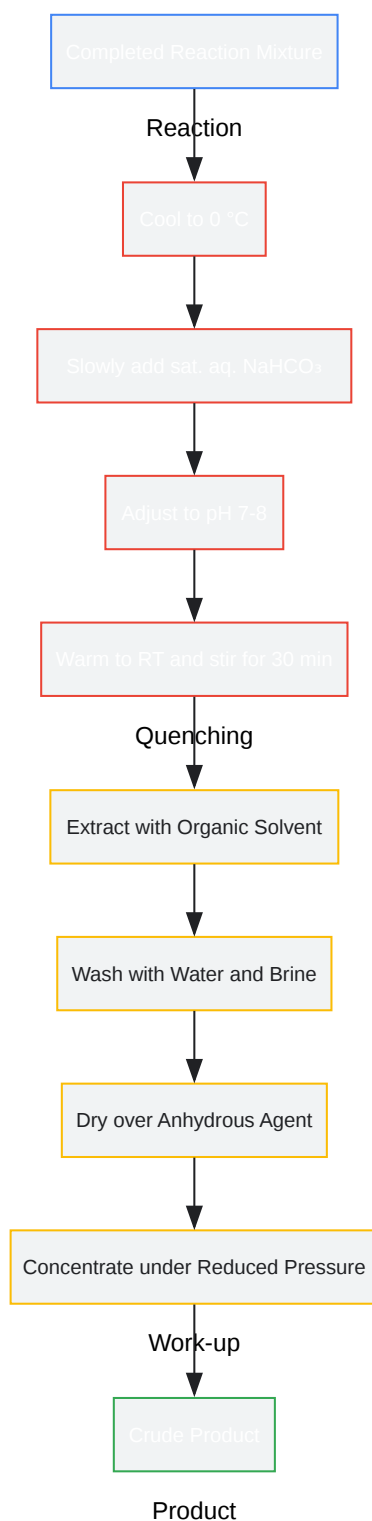 Completed Reaction Mixture
Reaction
Cool to 0 °C
Slowly add sat. aq. NaHCO₃
Adjust to pH 7-8
Warm to RT and stir for 30 min
Quenching
Extract with Organic Solvent
Wash with Water and Brine
Dry over Anhydrous Agent
Concentrate under Reduced Pressure
Work-up
Crude Product
Product